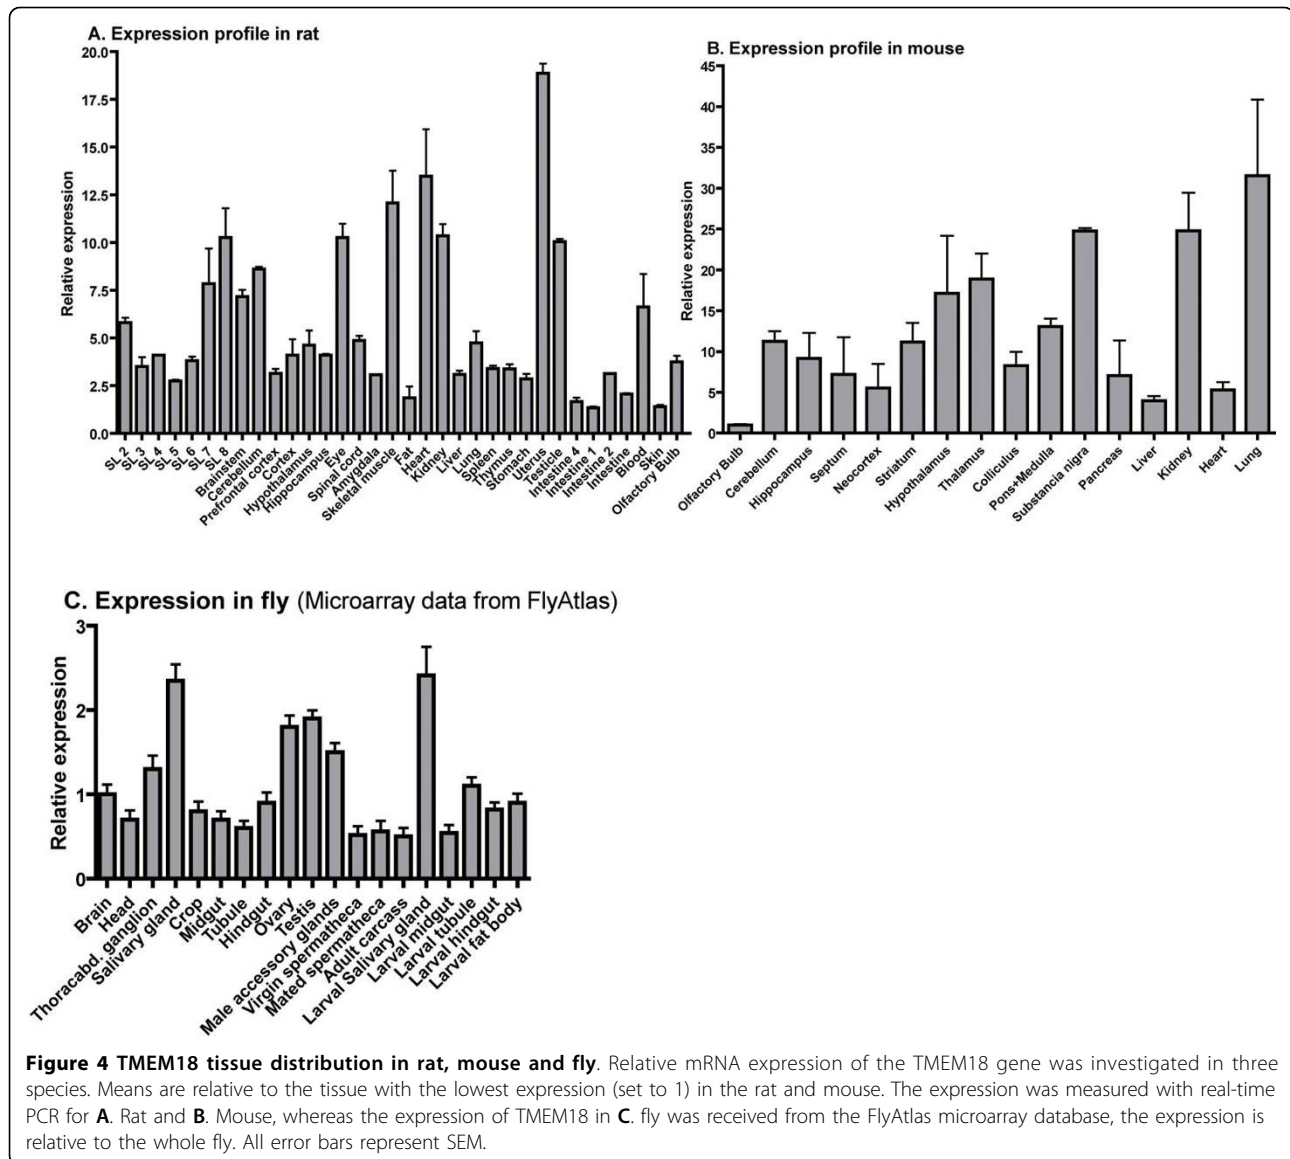 A. Expression profile in rat
20.0
17.5
15.0
12.5
10.0
7.5
5.0
2.5
0.0
Relative expression
SL 2
SL 3
SL 4
SL 5
SL 6
SL 7
SL 8
Brainstem
Cerebellum
Prefrontal cortex
Cortex
Hypothalamus
Hippocampus
Eye
Spinal cord
Amygdala
Skeletal muscle
Fat
Heart
Kidney
Liver
Lung
Spleen
Thymus
Stomach
Uterus
Testicle
Intestine 4
Intestine 1
Intestine 2
Intestine
Blood
Skin
Olfactory Bulb
B. Expression profile in mouse
45
40
35
30
25
20
15
10
5
0
Relative expression
Olfactory Bulb
Cerebellum
Hippocampus
Septum
Neocortex
Striatum
Hypothalamus
Thalamus
Colliculus
Pons+Medulla
Substancia nigra
Pancreas
Liver
Kidney
Heart
Lung
C. Expression in fly (Microarray data from FlyAtlas)
3
2
1
0
Relative expression
Brain
Head
Thoracabd. ganglion
Salivary gland
Crop
Midgut
Tubule
Hindgut
Ovary
Testis
Male accessory glands
Virgin spermatheca
Mated spermatheca
Adult carcass
Larval Salivary gland
Larval midgut
Larval tubule
Larval hindgut
Larval fat body
Figure 4 TMEM18 tissue distribution in rat, mouse and fly. Relative mRNA expression of the TMEM18 gene was investigated in three
species. Means are relative to the tissue with the lowest expression (set to 1) in the rat and mouse. The expression was measured with real-time
PCR for A. Rat and B. Mouse, whereas the expression of TMEM18 in C. fly was received from the FlyAtlas microarray database, the expression is
relative to the whole fly. All error bars represent SEM.